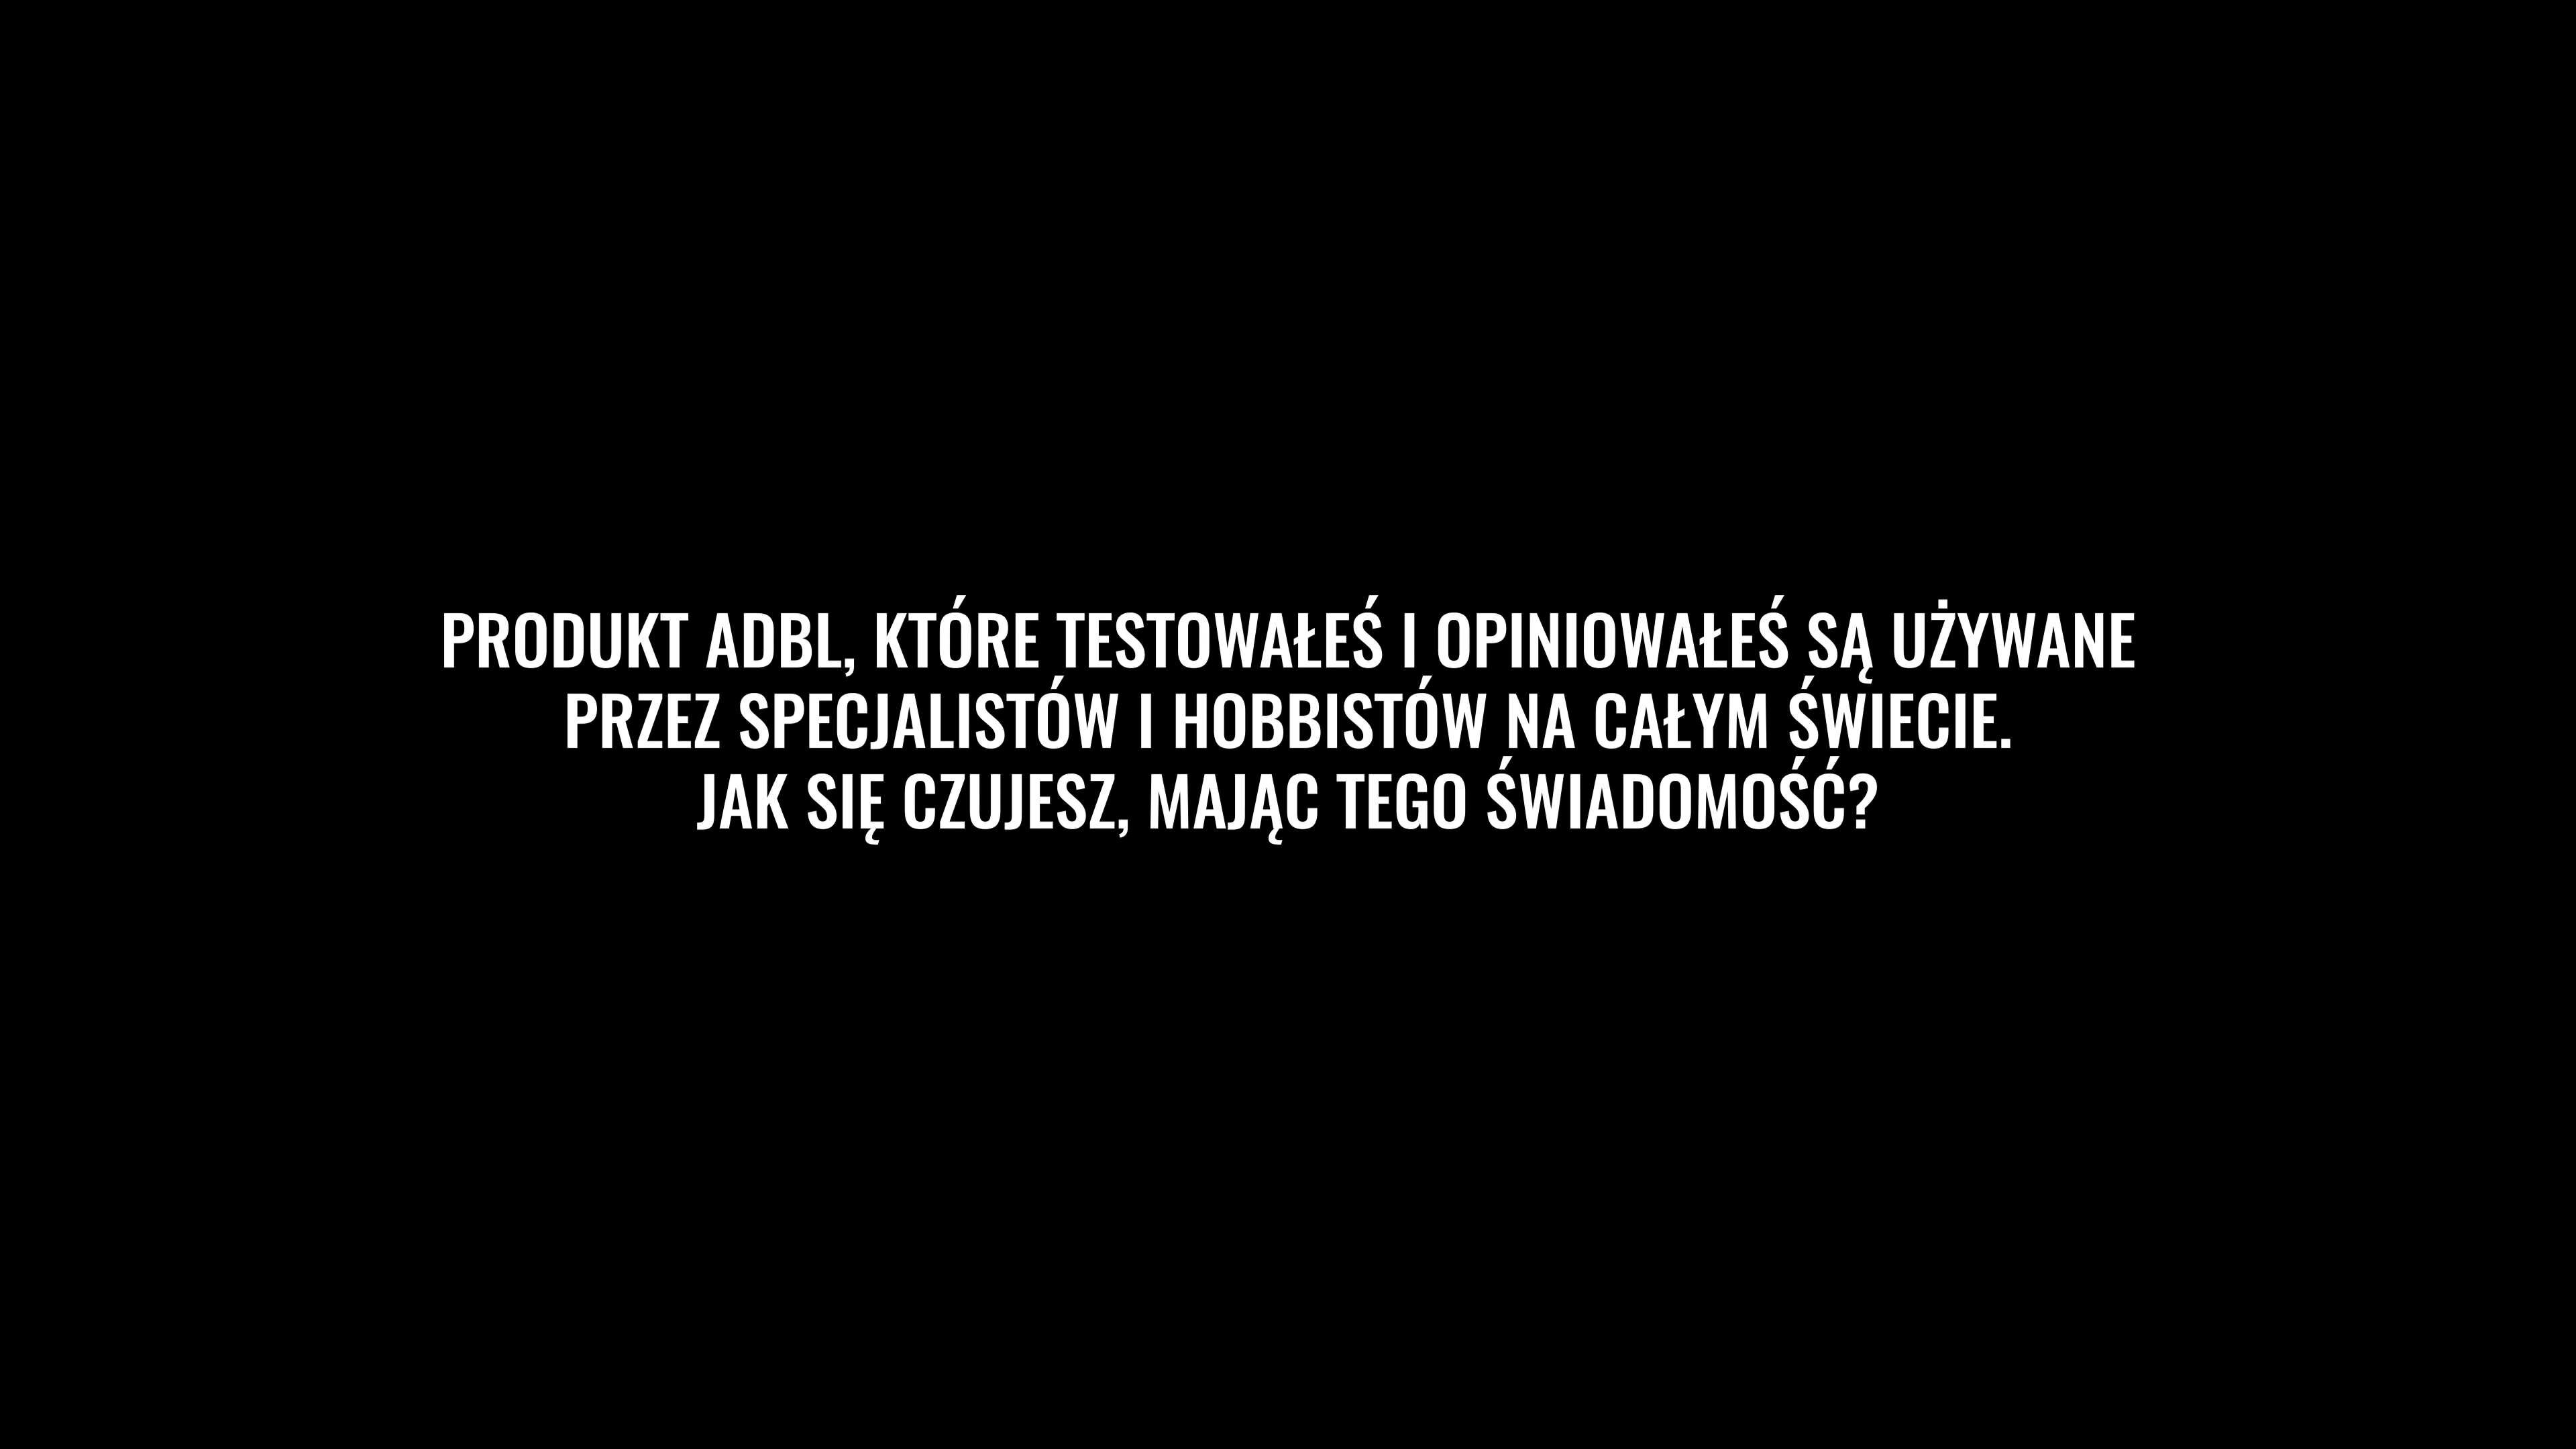 PRODUKT ADBL, KTÓRE TESTOWAŁEŚ I OPINIOWAŁEŚ SĄ UŻYWANE
PRZEZ SPECJALISTÓW I HOBBISTÓW NA CAŁYM ŚWIECIE.
JAK SIĘ CZUJESZ, MAJĄC TEGO ŚWIADOMOŚĆ?